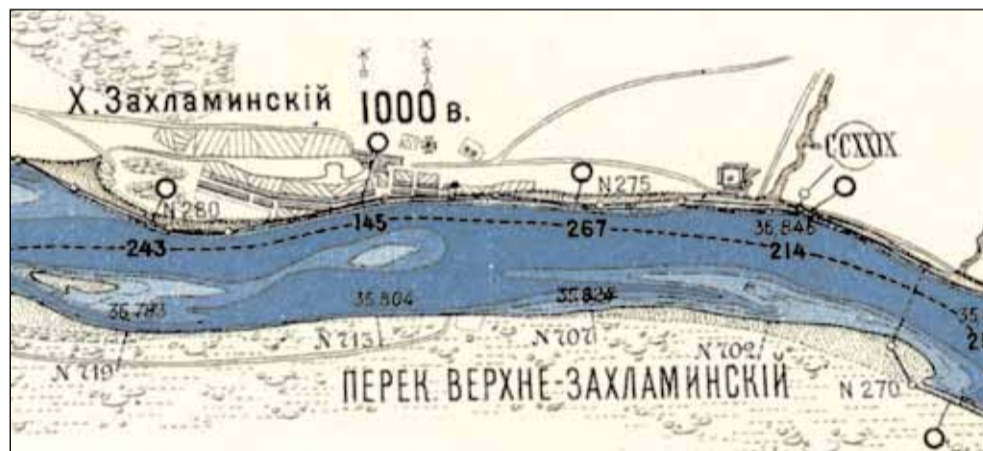 Х. Захламинскій
1000 в.
CCXXIX
N 275
N 280
36.846
243
145
267
214
36.783
36.804
N 719
N 713
N 707
N 702
N 270
ПЕРЕК. ВЕРХНЕ-ЗАХЛАМИНСКІЙ